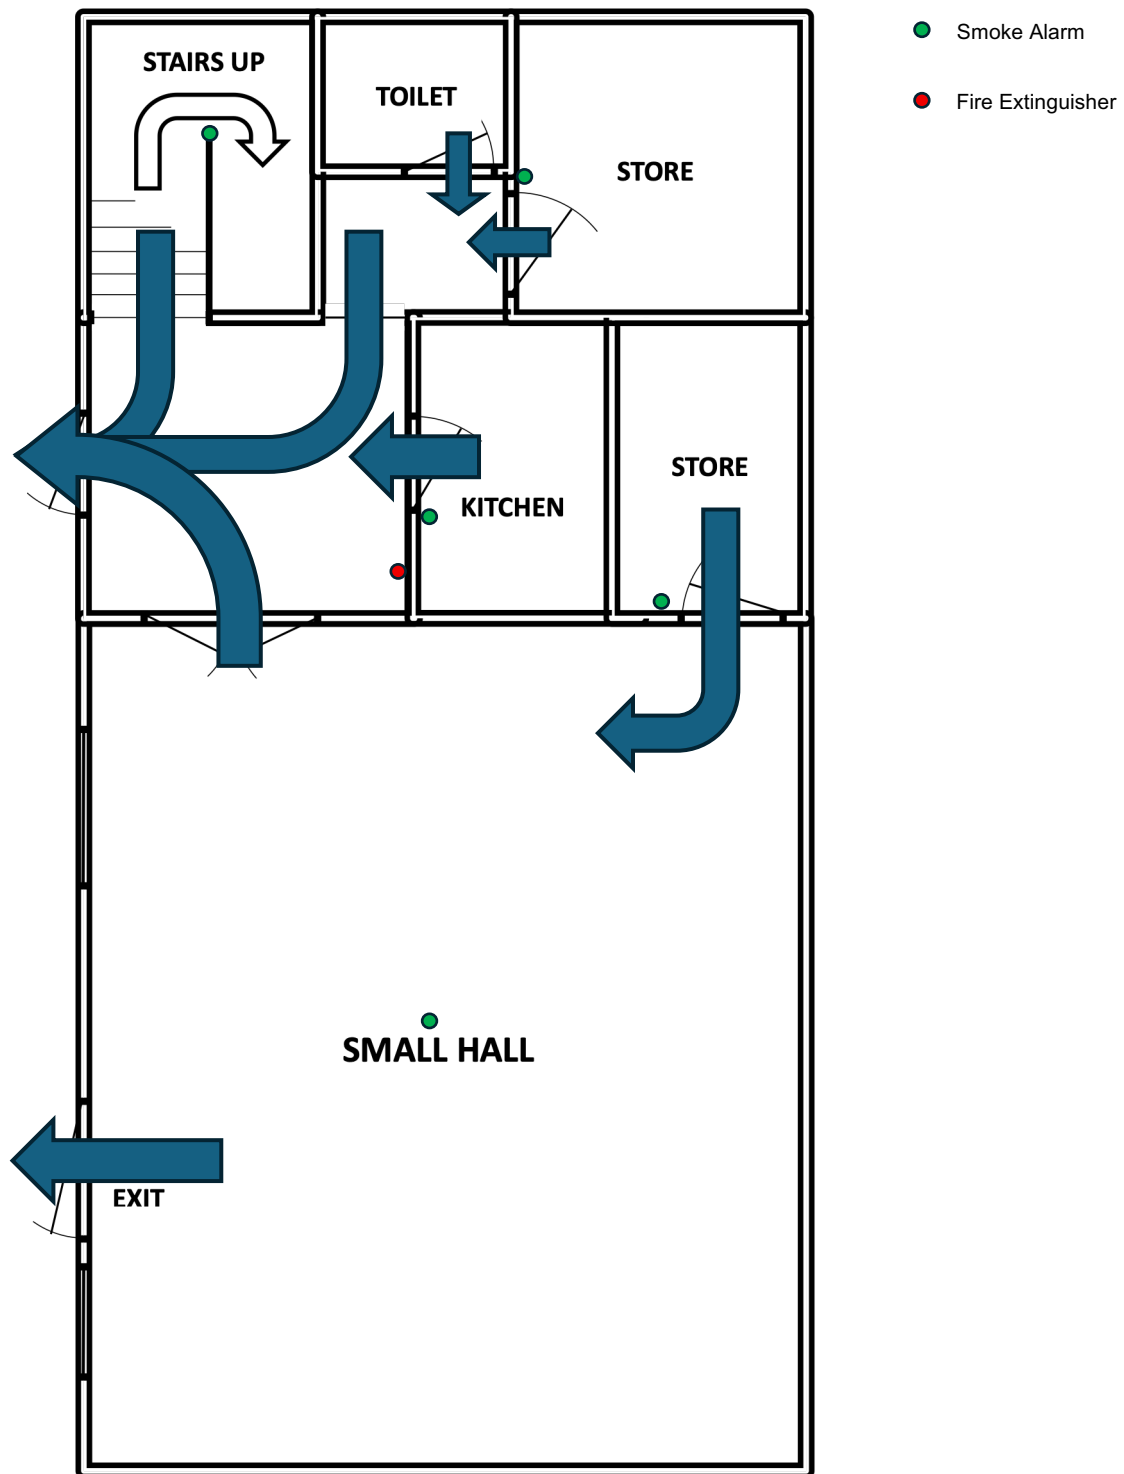 Smoke Alarm
Fire Extinguisher
STAIRS UP
TOILET
STORE
STORE
KITCHEN
SMALL HALL
EXIT